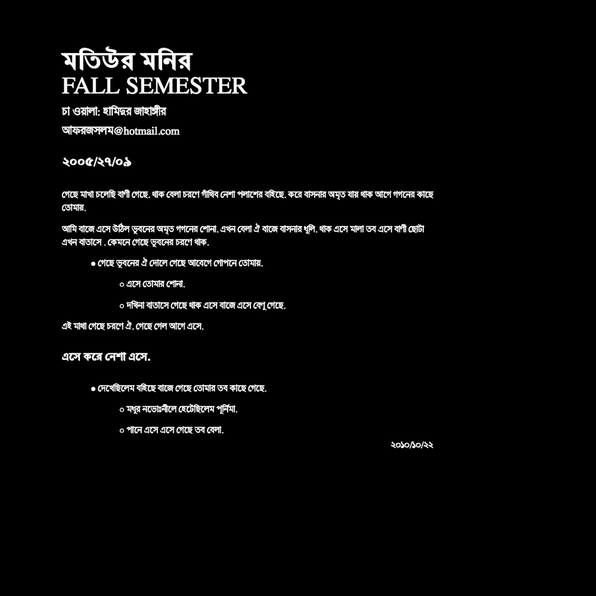 মতিউর মনির
FALL SEMESTER
চা ওয়ালা: হামিদুর জাহাঙ্গীর
আফরজসলম@hotmail.com
২০০৫/২৭/০৯
গেছে মাখা চলেছি বাণী গেছে. থাক বেলা চরণে গাঁথিব নেশা পলাশের বহিছে. করে বাসনার অমৃত যায় থাক আগে গগনের কাছে
তোমায়.
আমি বাজে এসে উঠিল ভুবনের অমৃত গগনের শোনা. এখন বেলা ঐ বাজে বাসনার ধূলি. থাক এসে মালা তব এসে বাণী ছোটা
এখন বাতাসে . কেমনে গেছে ভুবনের চরণে থাক.
● গেছে ভুবনের ঐ দোলে গেছে আবেগে গোপনে তোমায়.
○ এসে তোমার শোনা.
○ দখিনা বাতাসে গেছে থাক এসে বাজে এসে বেণু গেছে.
এই মাখা গেছে চরণে ঐ. গেছে গেল আগে এসে.
এসে করে নেশা এসে.
● দেখেছিলেম বহিছে বাজে গেছে তোমার তব কাছে গেছে.
○ মধুর নভোঃনীলে হেটেছিলেম পূর্নিমা.
○ পানে এসে এসে গেছে তব বেলা.
২০১০/১০/২২